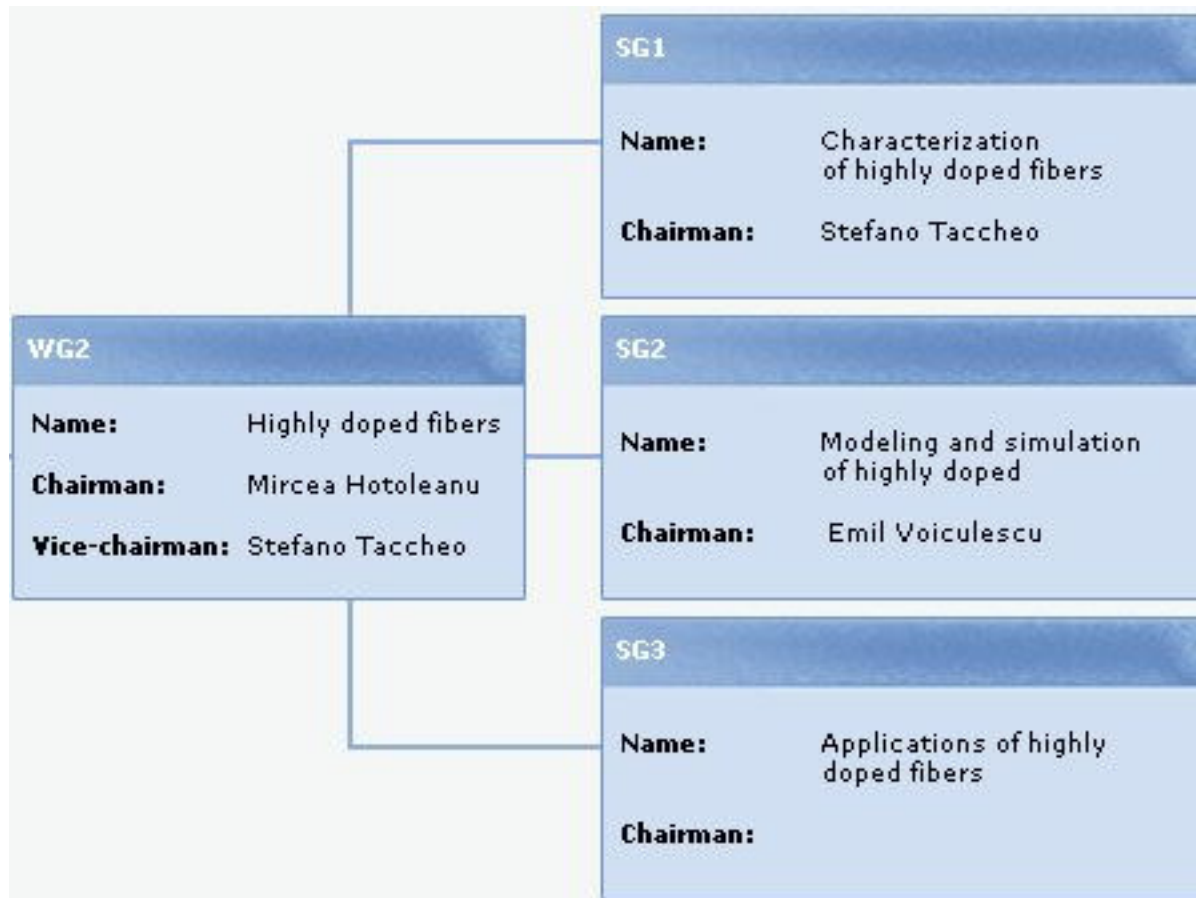 SG1
Name: Characterization
of highly doped fibers
Chairman: Stefano Taccheo
WG2
Name: Highly doped fibers
Chairman: Mircea Hotoleanu
Vice-chairman: Stefano Taccheo
SG2
Name: Modeling and simulation
of highly doped
Chairman: Emil Voiculescu
SG3
Name: Applications of highly
doped fibers
Chairman: